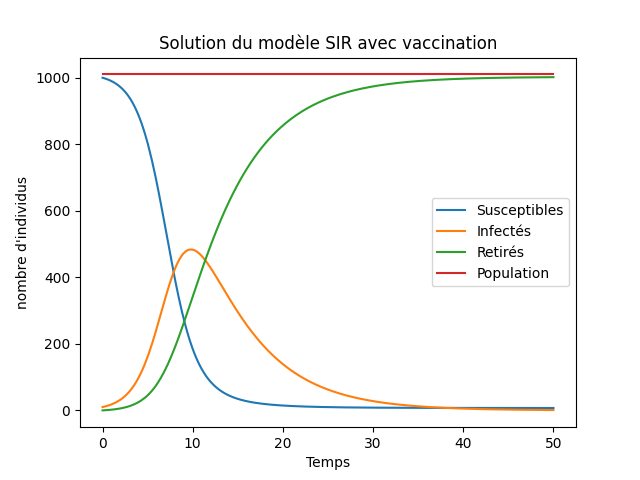 Solution du modèle SIR avec vaccination
nombre d'individus
1000
800
600
400
200
0
Susceptibles
Infectés
Retirés
Population
0 10 20 30 40 50
Temps